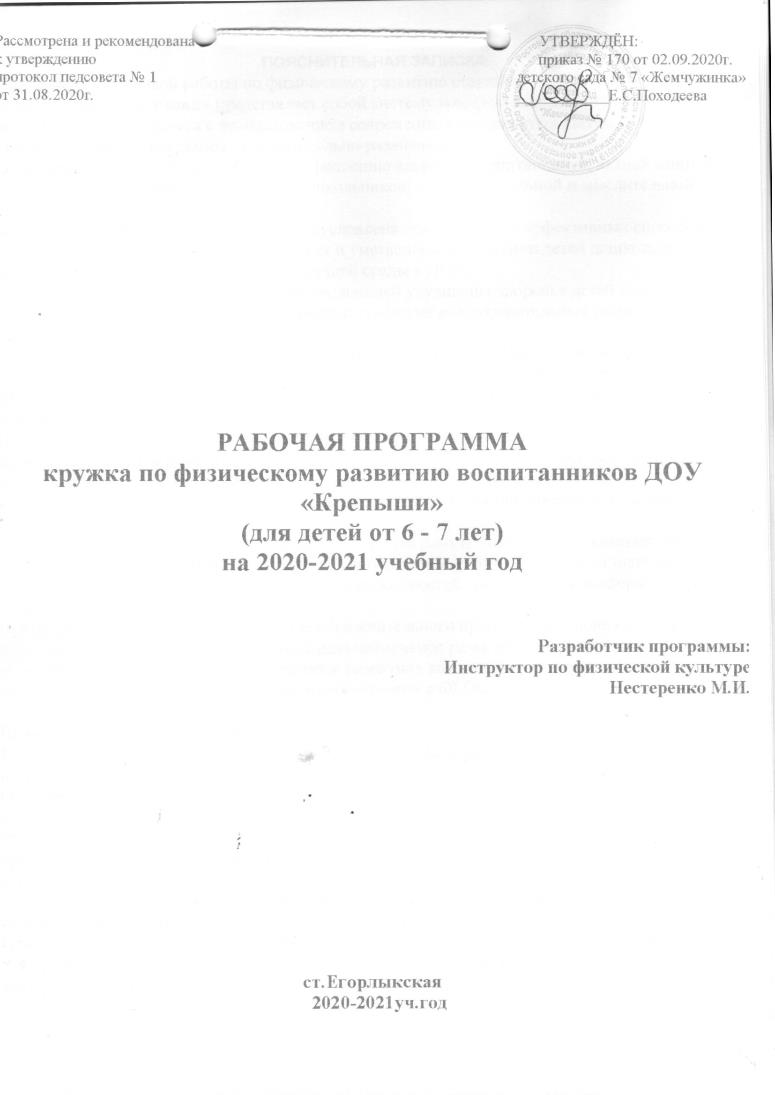 Рассмотрена и рекомендована
к утверждению
протокол педсовета № 1
от 31.08.2020г.
УТВЕРЖДЁН:
приказ № 170 от 02.09.2020г.
детского сада № 7 «Жемчужинка»
Е.С.Походеева
РАБОЧАЯ ПРОГРАММА
кружка по физическому развитию воспитанников ДОУ
«Крепыши»
(для детей от 6 - 7 лет)
на 2020-2021 учебный год
Разработчик программы:
Инструктор по физической культуре
Нестеренко М.И.
ст.Егорлыкская
2020-2021уч.год